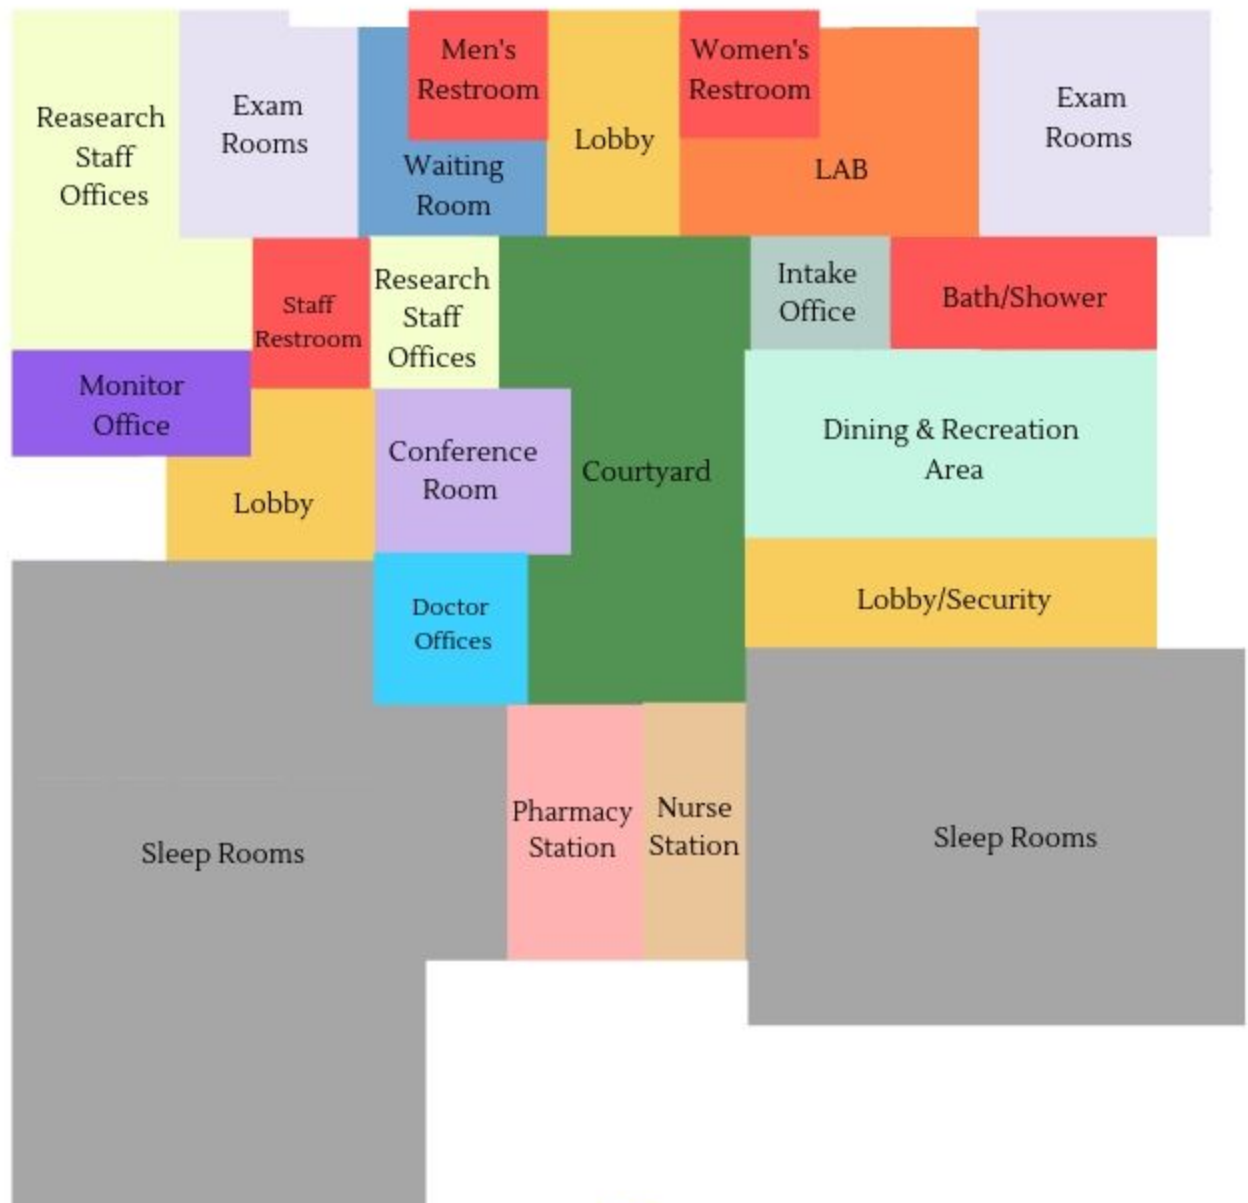 Reasearch
Staff
Offices
Exam
Rooms
Men's
Restroom
Waiting
Room
Lobby
Women's
Restroom
LAB
Exam
Rooms
Staff
Restroom
Research
Staff
Offices
Intake
Office
Bath/Shower
Monitor
Office
Lobby
Conference
Room
Courtyard
Dining & Recreation
Area
Doctor
Offices
Lobby/Security
Sleep Rooms
Pharmacy
Station
Nurse
Station
Sleep Rooms